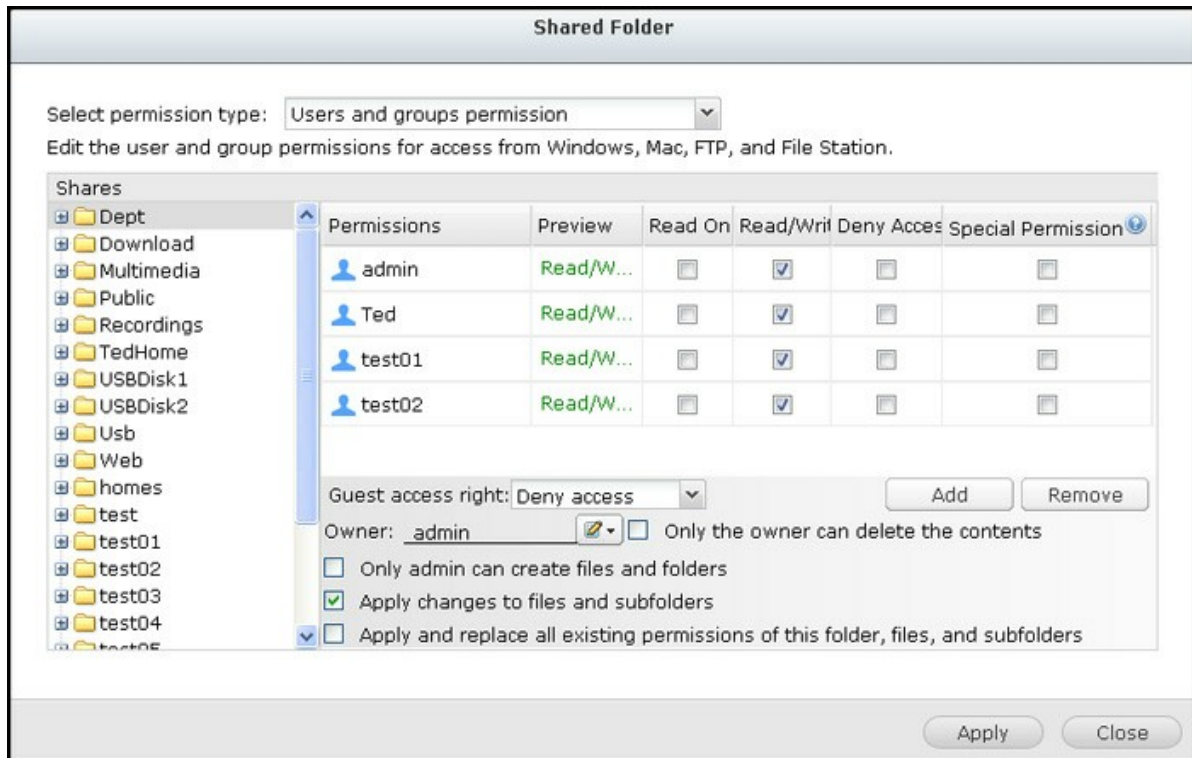 Shared Folder
Select permission type: Users and groups permission
Edit the user and group permissions for access from Windows, Mac, FTP, and File Station.
Shares
Dept
Download
Multimedia
Public
Recordings
TedHome
USBDisk1
USBDisk2
Usb
Web
homes
test
test01
test02
test03
test04
test05
Permissions Preview Read On Read/Writ Deny Acces Special Permission
admin Read/W...
Ted Read/W...
test01 Read/W...
test02 Read/W...
Guest access right: Deny access Add Remove
Owner: admin Only the owner can delete the contents
Only admin can create files and folders
Apply changes to files and subfolders
Apply and replace all existing permissions of this folder, files, and subfolders
Apply Close